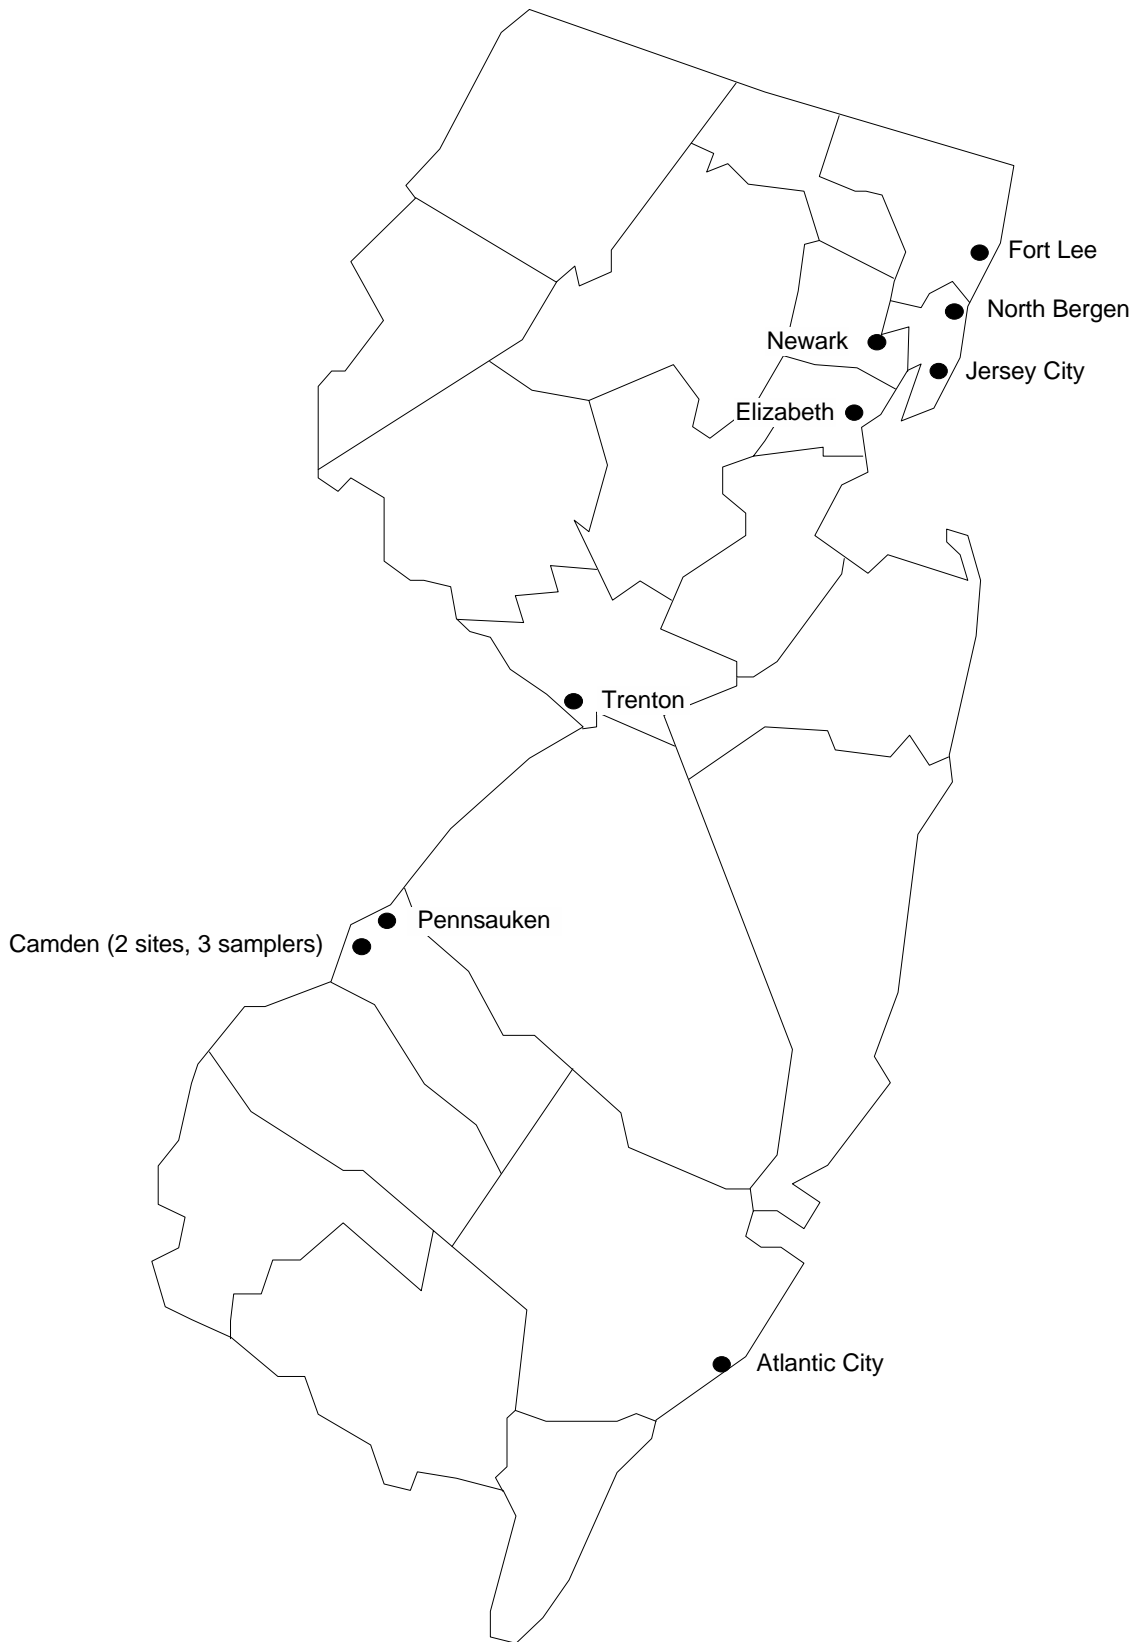 Fort Lee
North Bergen
Newark
Jersey City
Elizabeth
Trenton
Pennsauken
Camden (2 sites, 3 samplers)
Atlantic City